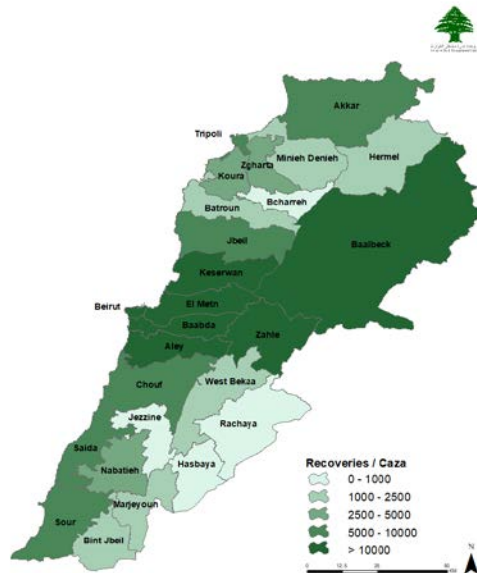 Akkar
Tripoli
Zgharta
Minieh Denieh
Hermel
Koura
Bcharreh
Batroun
Baalbeck
Jbeil
Keserwan
El Metn
Beirut
Baabda
Zahle
Aley
West Bekaa
Chouf
Jezzine
Rachaya
Saida
Hasbaya
Nabatieh
Marjeyoun
Sour
Bint Jbeil
Recoveries / Caza
0 - 1000
1000 - 2500
2500 - 5000
5000 - 10000
> 10000
N